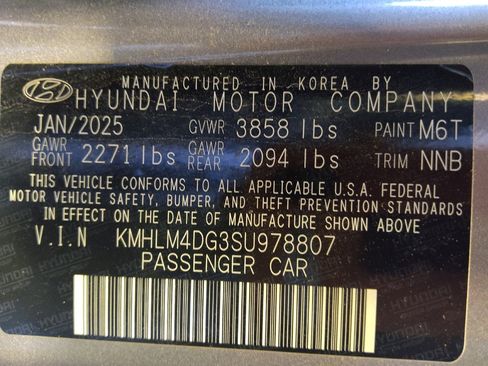 MANUFACTURED IN KOREA BY
HYUNDAI MOTOR COMPANY
JAN/2025 GVWR 3858 lbs PAINT M6T
GAWR FRONT 2271 lbs GAWR REAR 2094 lbs TRIM NNB
THIS VEHICLE CONFORMS TO ALL APPLICABLE U.S.A. FEDERAL
MOTOR VEHICLE SAFETY, BUMPER, AND THEFT PREVENTION STANDARDS
IN EFFECT ON THE DATE OF MANUFACTURE SHOWN ABOVE
V.I.N KMHLM4DG3SU978807
PASSENGER CAR